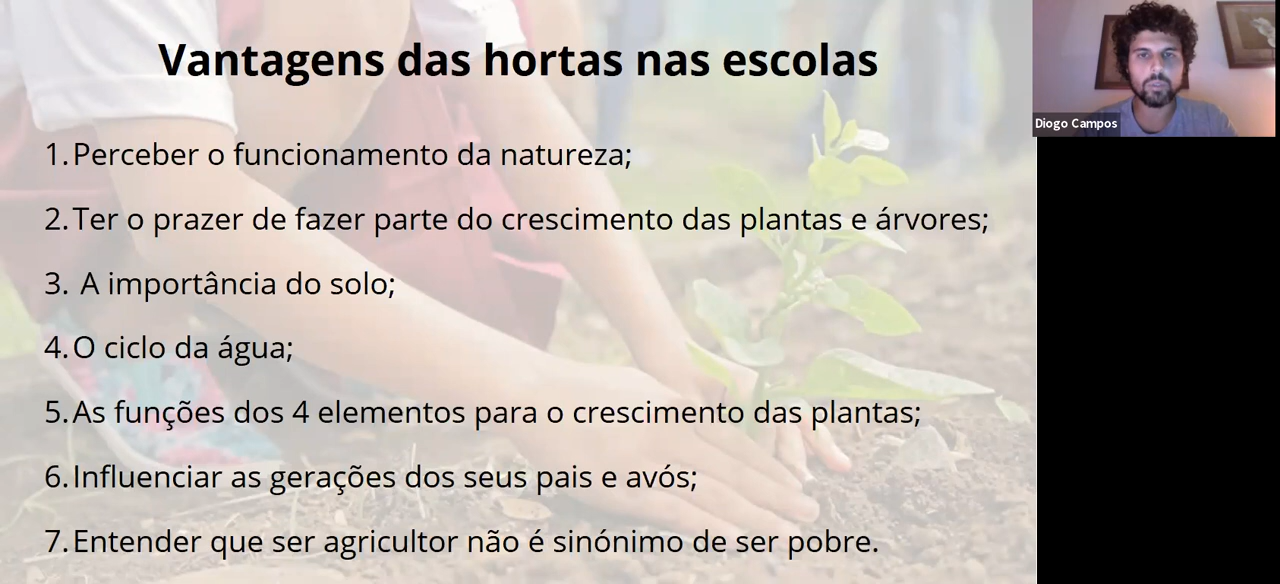 Vantagens das hortas nas escolas
Diogo Campos
1. Perceber o funcionamento da natureza;
2. Ter o prazer de fazer parte do crescimento das plantas e árvores;
3. A importância do solo;
4. O ciclo da água;
5. As funções dos 4 elementos para o crescimento das plantas;
6. Influenciar as gerações dos seus pais e avós;
7. Entender que ser agricultor não é sinónimo de ser pobre.